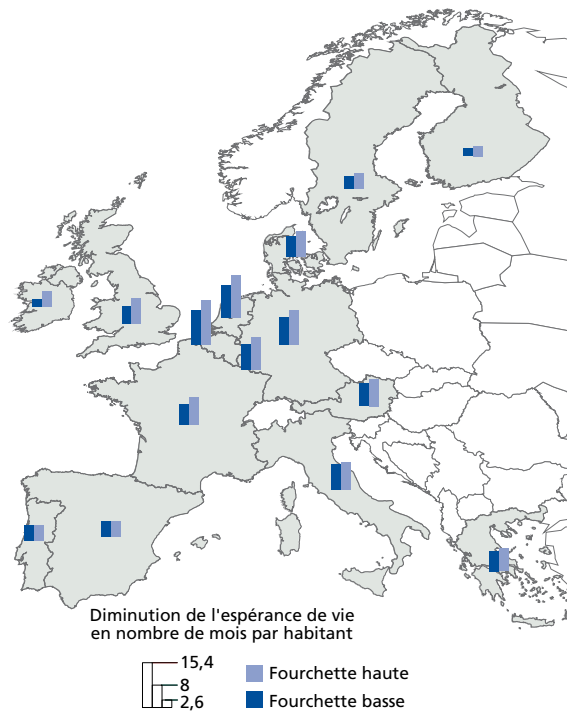 Diminution de l'espérance de vie
en nombre de mois par habitant
15,4
8
2,6
Fourchette haute
Fourchette basse